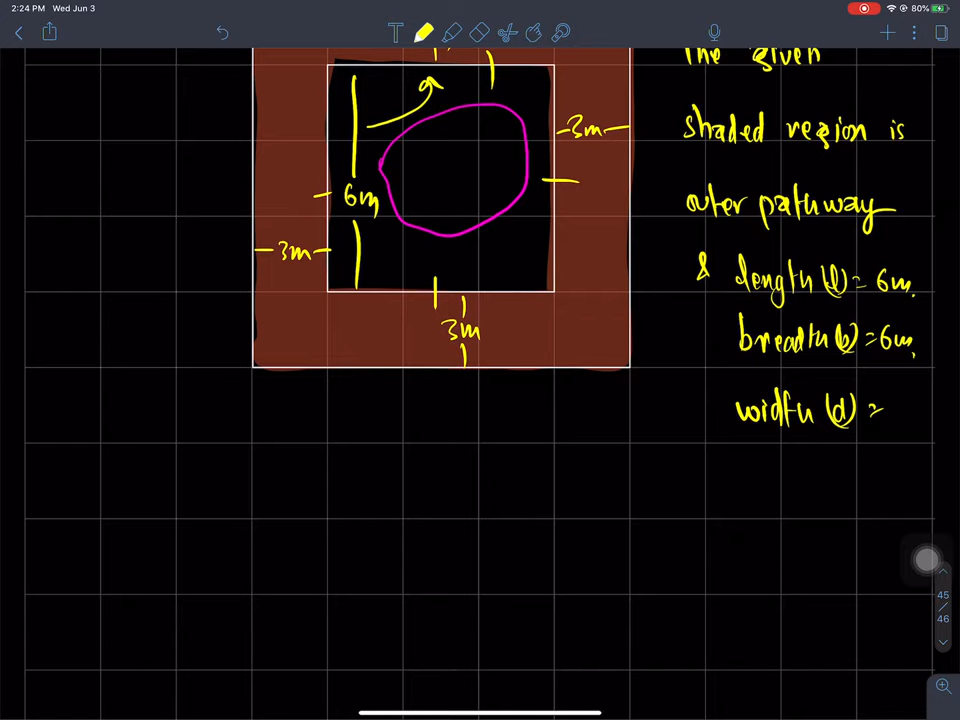 2:24 PM Wed Jun 3
80%
T
The given
3m
shaded region is
6m
outer pathway
3m
& length (l) = 6m.
3m
breadth (b) = 6m.
width (d) =
45
/
46